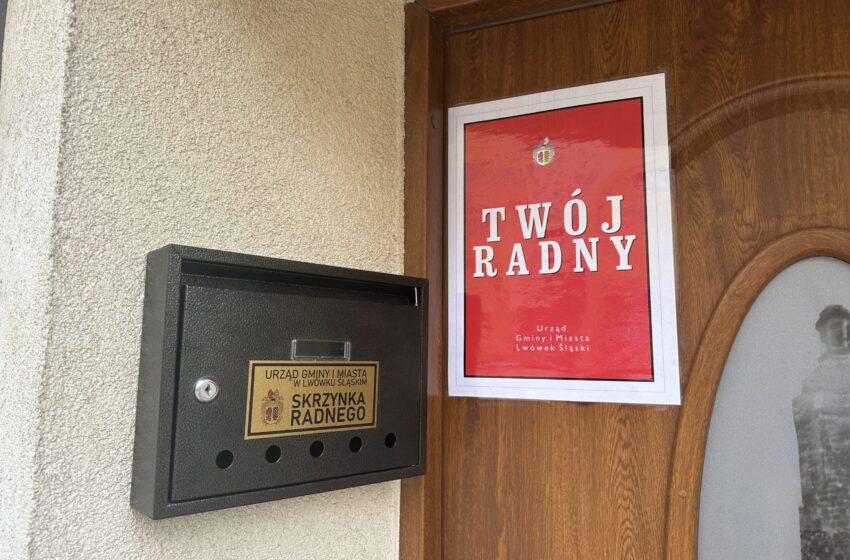 URZĄD GMINY I MIASTA
W LWÓWKU ŚLĄSKIM
SKRZYNKA
RADNEGO
TWÓJ
RADNY
Urząd
Gminy i Miasta
Lwówek Śląski